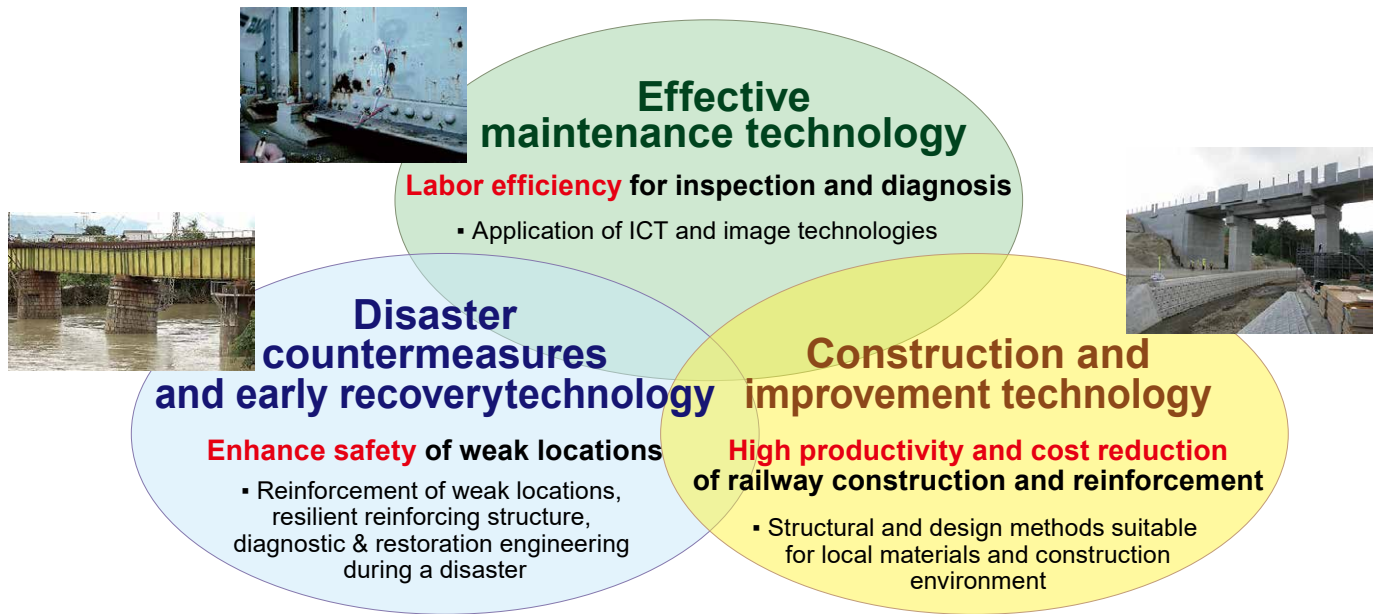 Effective
maintenance technology
Labor efficiency for inspection and diagnosis
▪ Application of ICT and image technologies
Disaster
countermeasures
and early recoverytechnology
Enhance safety of weak locations
▪ Reinforcement of weak locations,
resilient reinforcing structure,
diagnostic & restoration engineering
during a disaster
Construction and
improvement technology
High productivity and cost reduction
of railway construction and reinforcement
▪ Structural and design methods suitable
for local materials and construction
environment